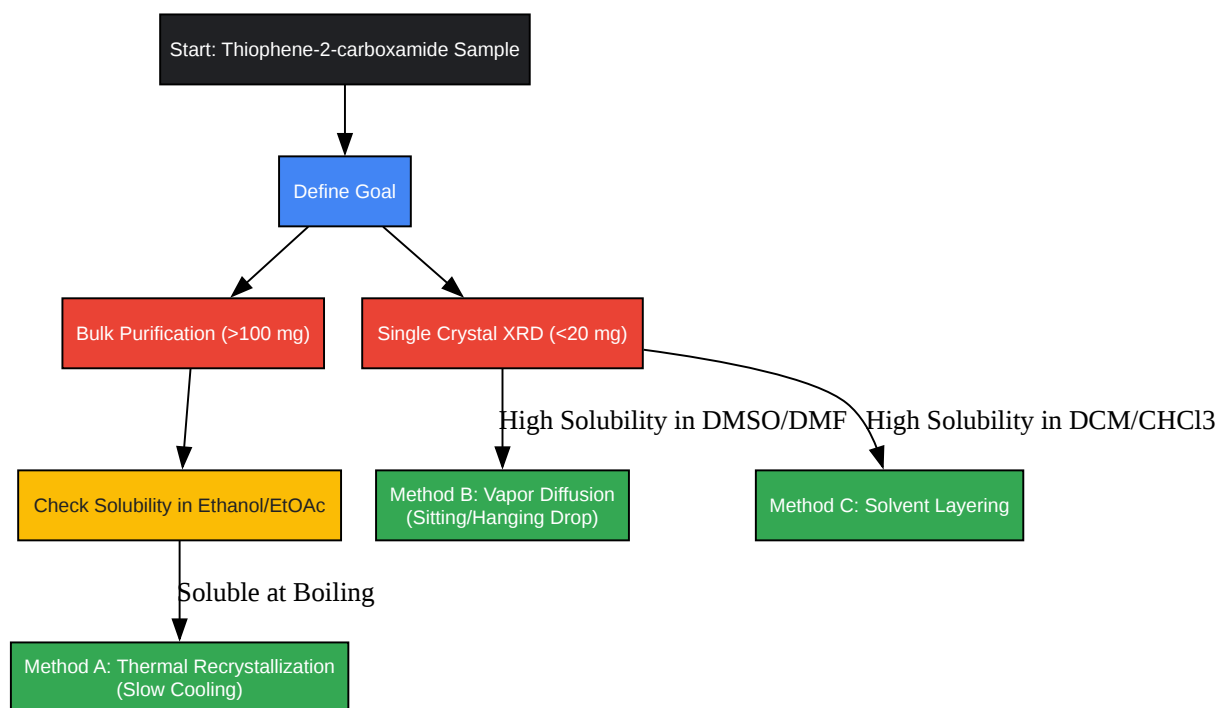 Start: Thiophene-2-carboxamide Sample
Define Goal
Bulk Purification (>100 mg)
Single Crystal XRD (<20 mg)
High Solubility in DMSO/DMF
High Solubility in DCM/CHCl3
Check Solubility in Ethanol/EtOAc
Method B: Vapor Diffusion
(Sitting/Hanging Drop)
Method C: Solvent Layering
Soluble at Boiling
Method A: Thermal Recrystallization
(Slow Cooling)